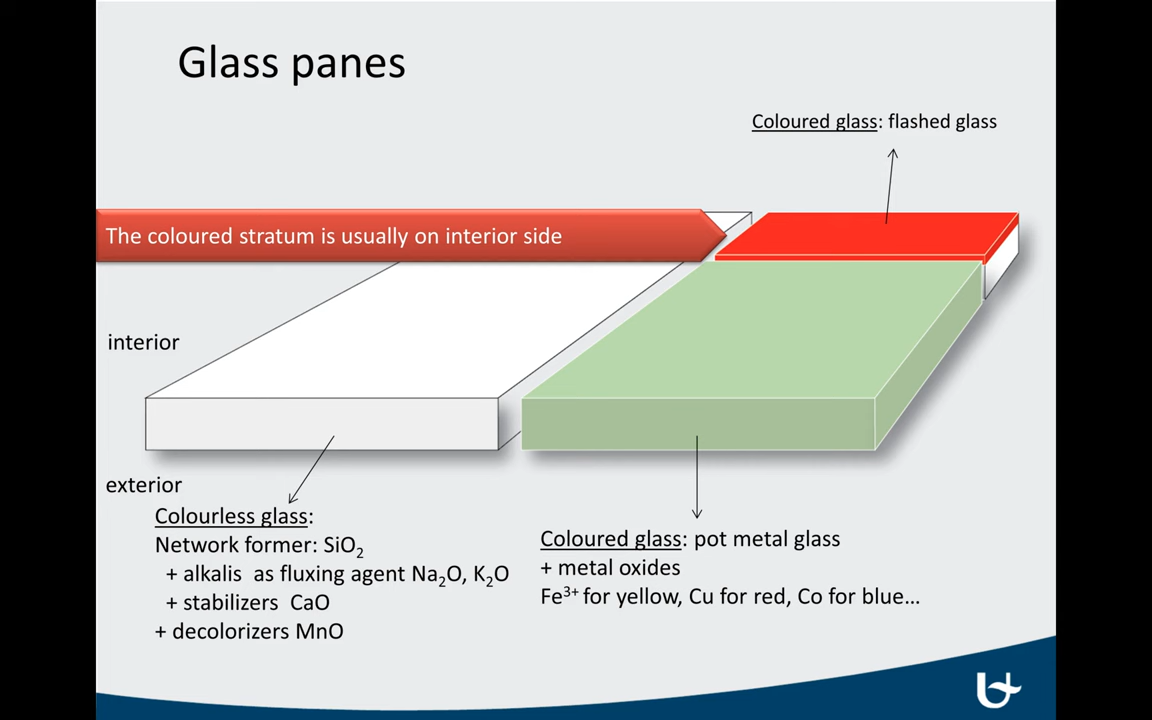 Glass panes
Coloured glass: flashed glass
The coloured stratum is usually on interior side
interior
exterior
Colourless glass:
Network former: SiO₂
+ alkalis as fluxing agent Na₂O, K₂O
+ stabilizers CaO
+ decolorizers MnO
Coloured glass: pot metal glass
+ metal oxides
Fe³⁺ for yellow, Cu for red, Co for blue…